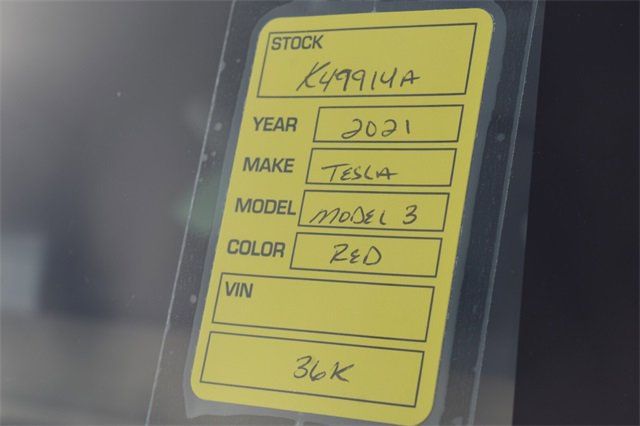 STOCK
K49914A
YEAR 2021
MAKE TESLA
MODEL MODEL 3
COLOR RED
VIN
36K